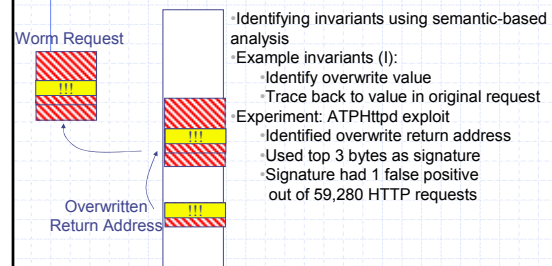 Worm Request
!!!
!!!
!!!
Overwritten
Return Address
•Identifying invariants using semantic-based
analysis
•Example invariants (I):
•Identify overwrite value
•Trace back to value in original request
•Experiment: ATPHttpd exploit
•Identified overwrite return address
•Used top 3 bytes as signature
•Signature had 1 false positive
out of 59,280 HTTP requests